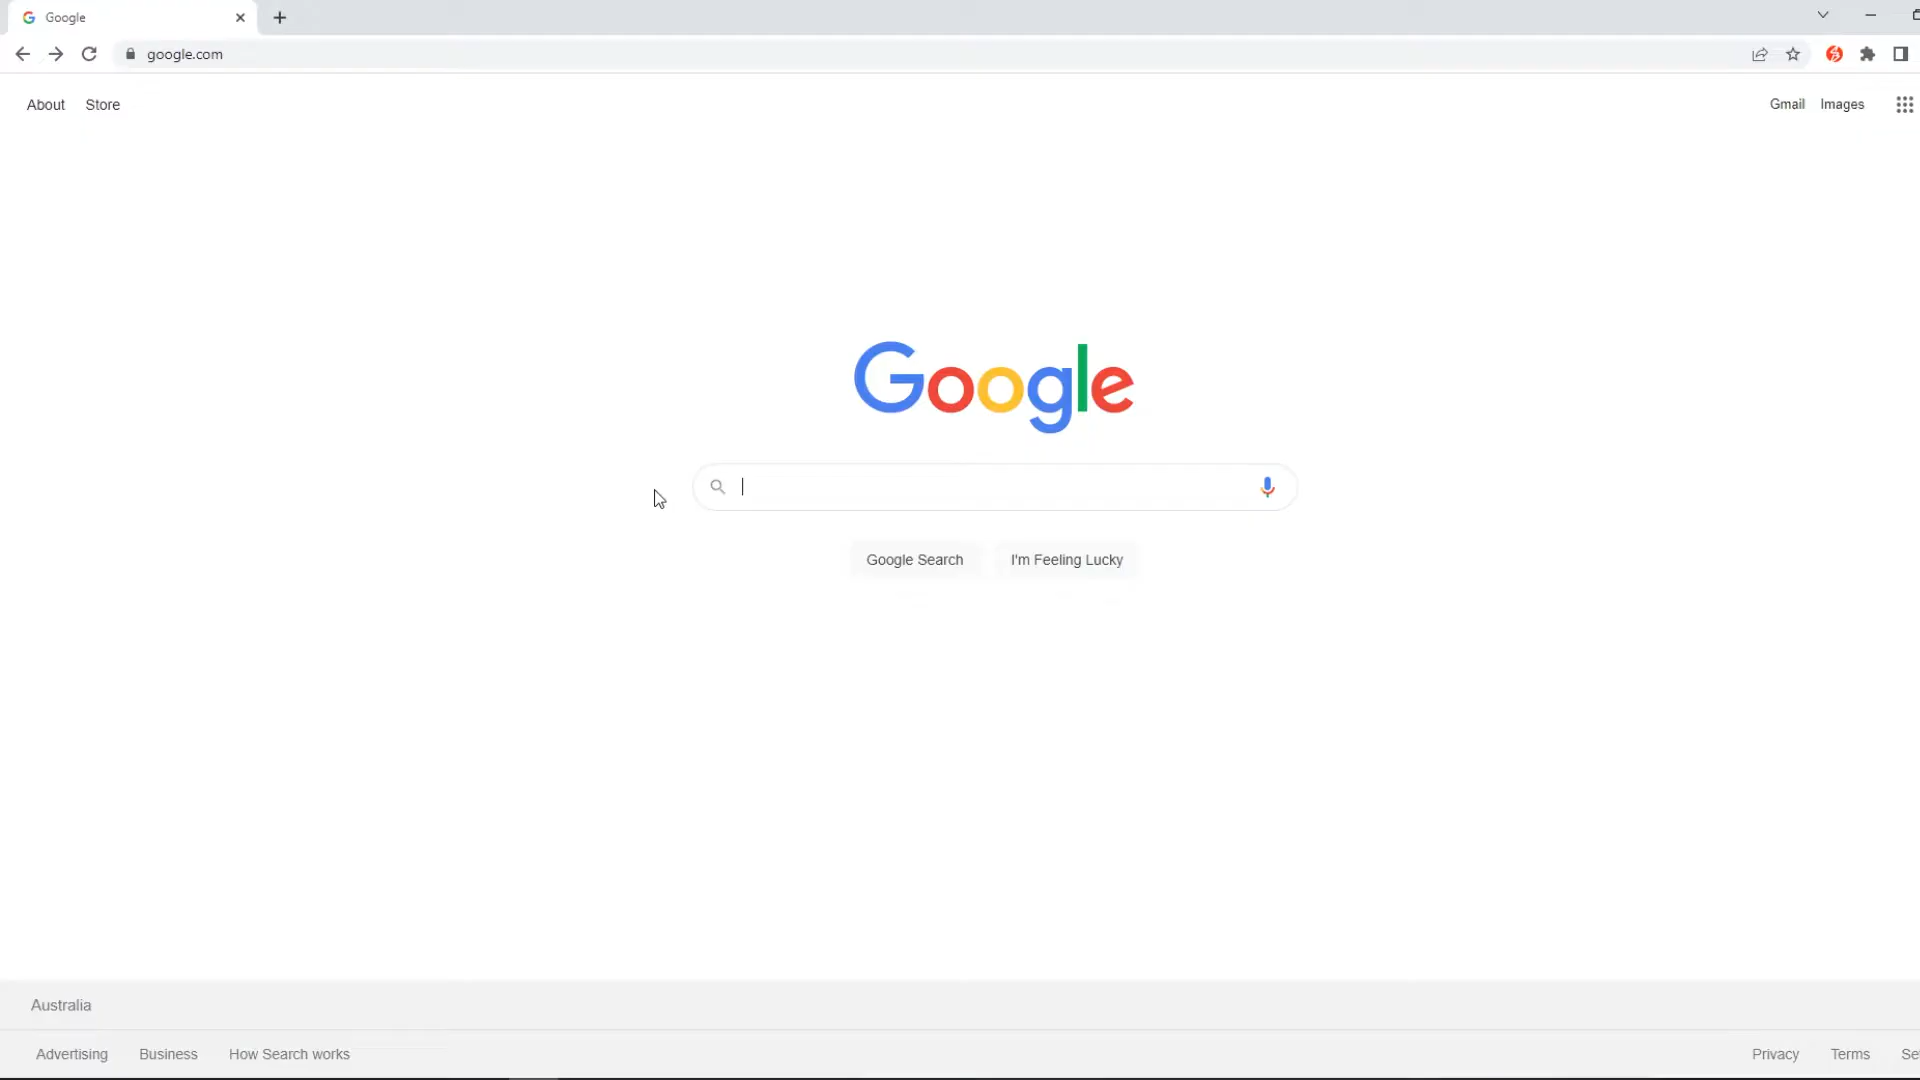 Google
google.com
About Store
Gmail Images
Google
Google Search I'm Feeling Lucky
Australia
Advertising Business How Search works
Privacy Terms Se